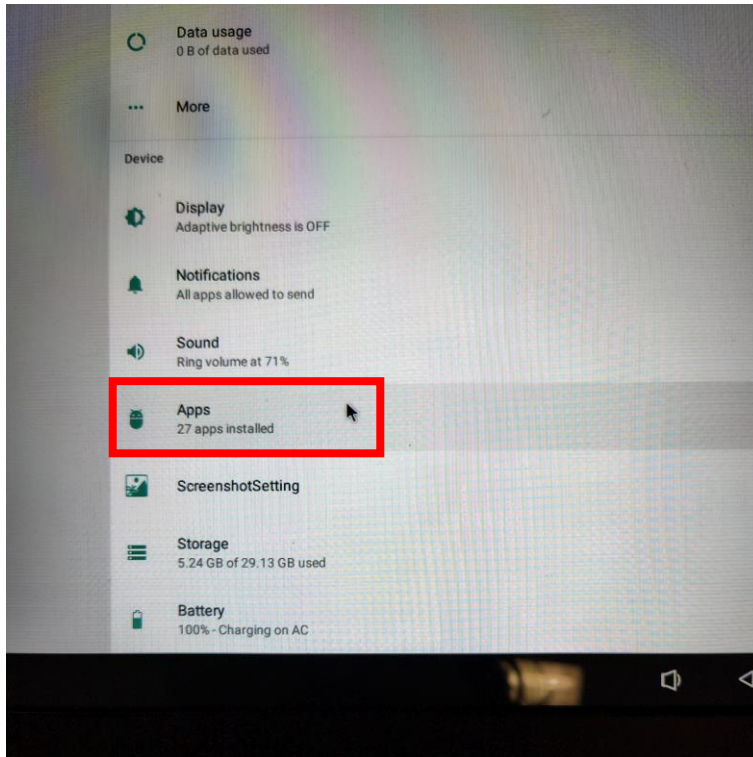 Data usage
0 B of data used
More
Device
Display
Adaptive brightness is OFF
Notifications
All apps allowed to send
Sound
Ring volume at 71%
Apps
27 apps installed
ScreenshotSetting
Storage
5.24 GB of 29.13 GB used
Battery
100% - Charging on AC